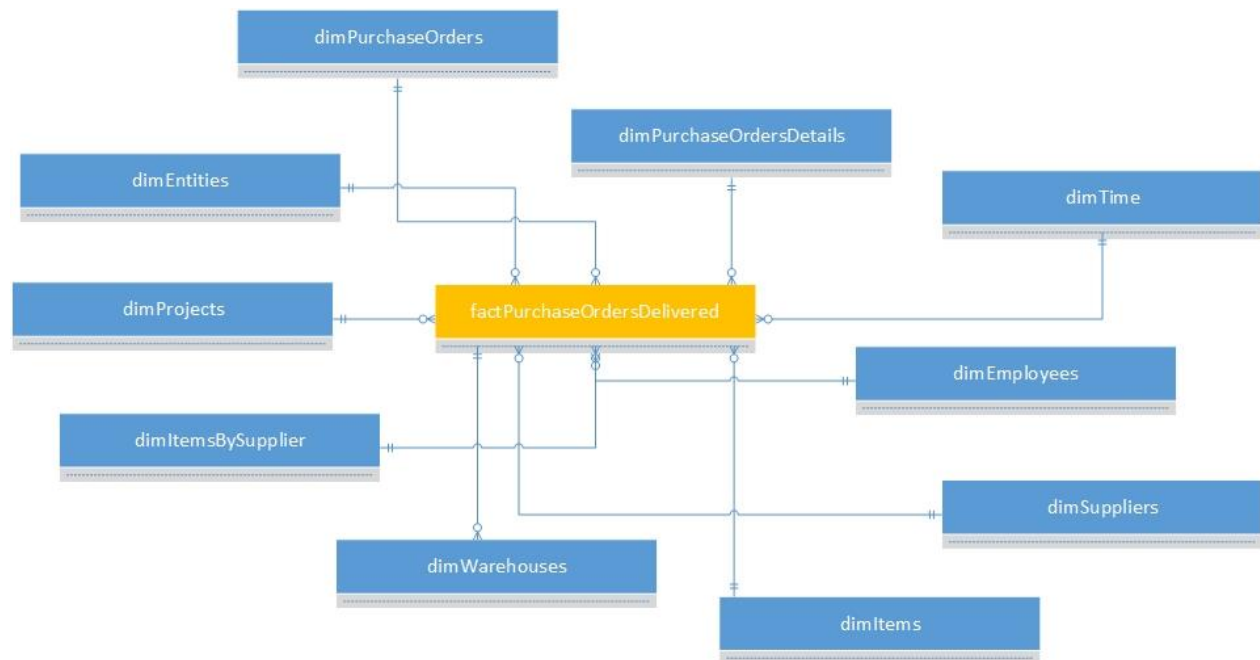 dimPurchaseOrders
dimPurchaseOrdersDetails
dimEntities
dimTime
dimProjects
factPurchaseOrdersDelivered
dimEmployees
dimItemsBySupplier
dimSuppliers
dimWarehouses
dimItems